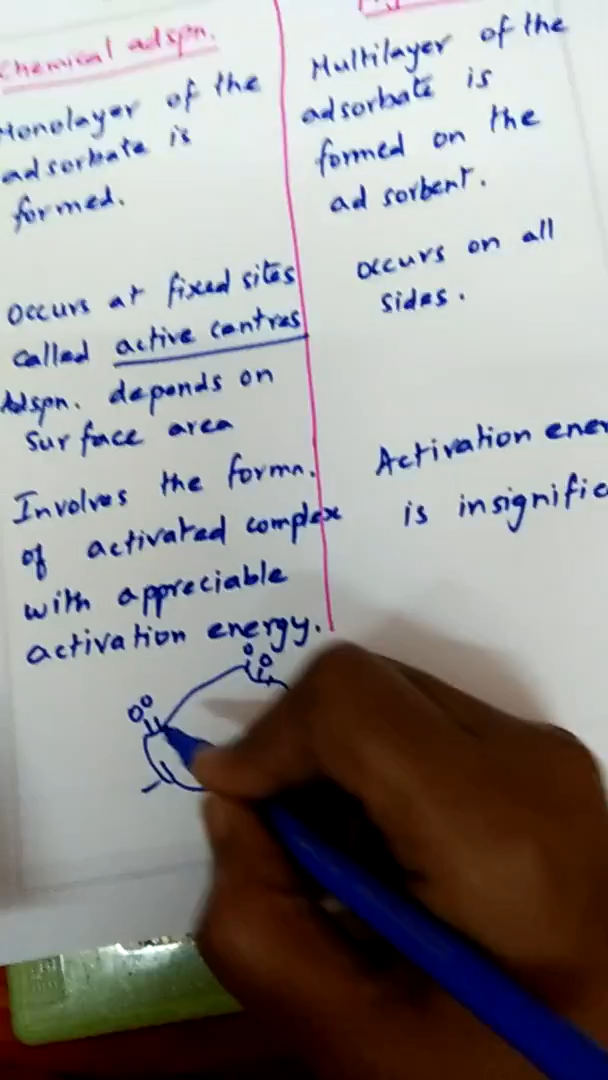 Chemical adspn.
Monolayer of the
adsorbate is
formed.
Occurs at fixed sites
called active centres
Adspn. depends on
Surface area
Involves the formn.
of activated complex
with appreciable
activation energy.
Multilayer of the
adsorbate is
formed on the
adsorbent.
Occurs on all
sides.
Activation ener
is insignific